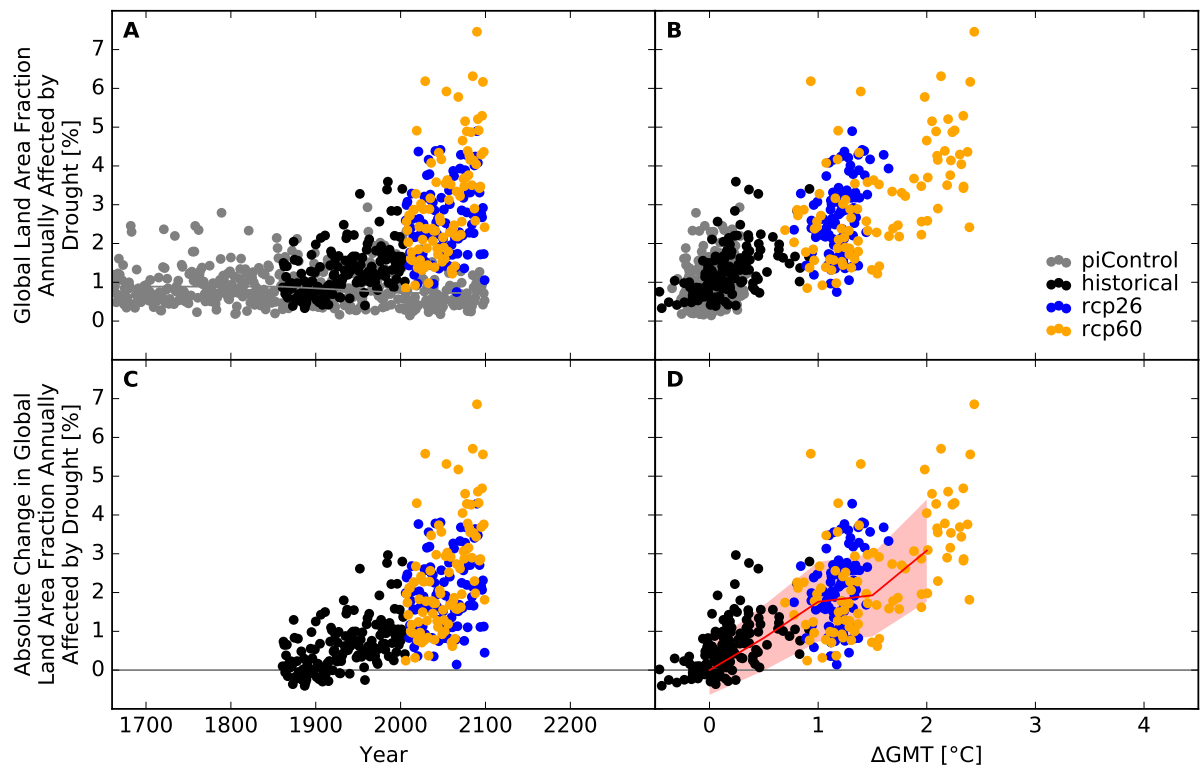 A
B
Global Land Area Fraction
Annually Affected by
Drought [%]
7
6
5
4
3
2
1
0
piControl
historical
rcp26
rcp60
C
D
Absolute Change in Global
Land Area Fraction Annually
Affected by Drought [%]
7
6
5
4
3
2
1
0
1700 1800 1900 2000 2100 2200
0 1 2 3 4
Year
ΔGMT [°C]